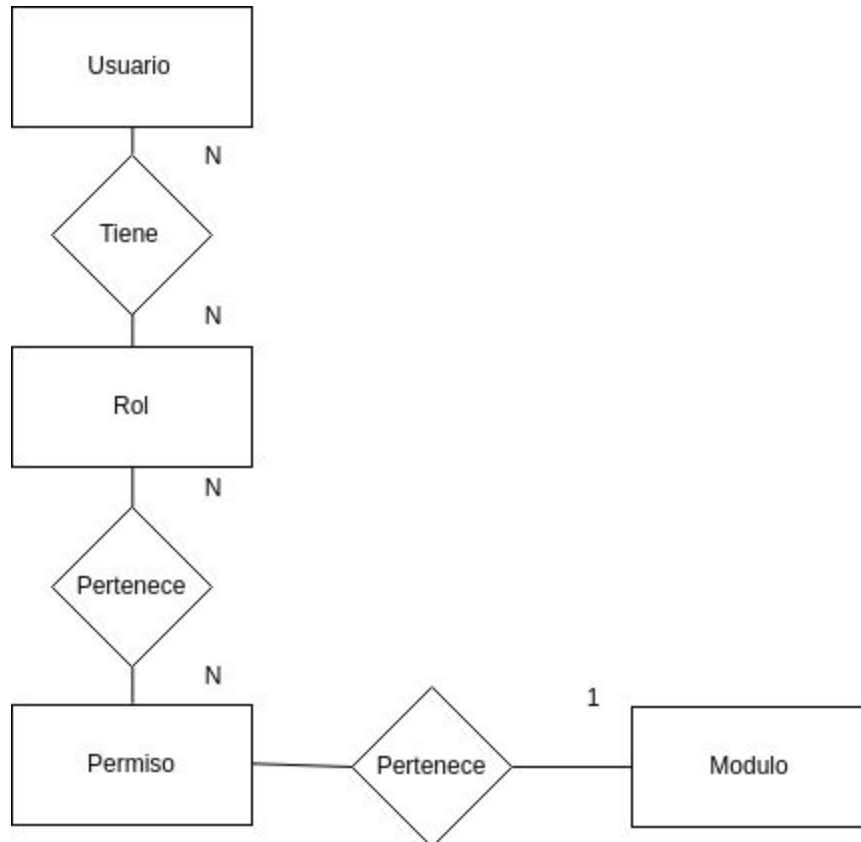 Usuario
N
Tiene
N
Rol
N
Pertenece
N
Permiso
Pertenece
1
Modulo